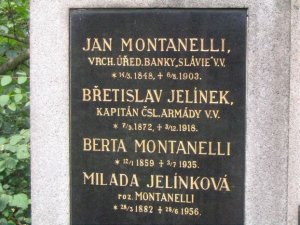 JAN MONTANELLI,
VRCH. ÚŘED. BANKY „SLÁVIE" V.V.
* 14/5. 1848, + 6/8. 1903.
BŘETISLAV JELÍNEK,
KAPITÁN ČSL. ARMÁDY V.V.
* 7/3. 1872, + 3/12. 1918.
BERTA MONTANELLI
* 12/1 1859 + 3/7 1935.
MILADA JELÍNKOVÁ
roz. MONTANELLI
* 28/3 1882 + 28/6 1956.